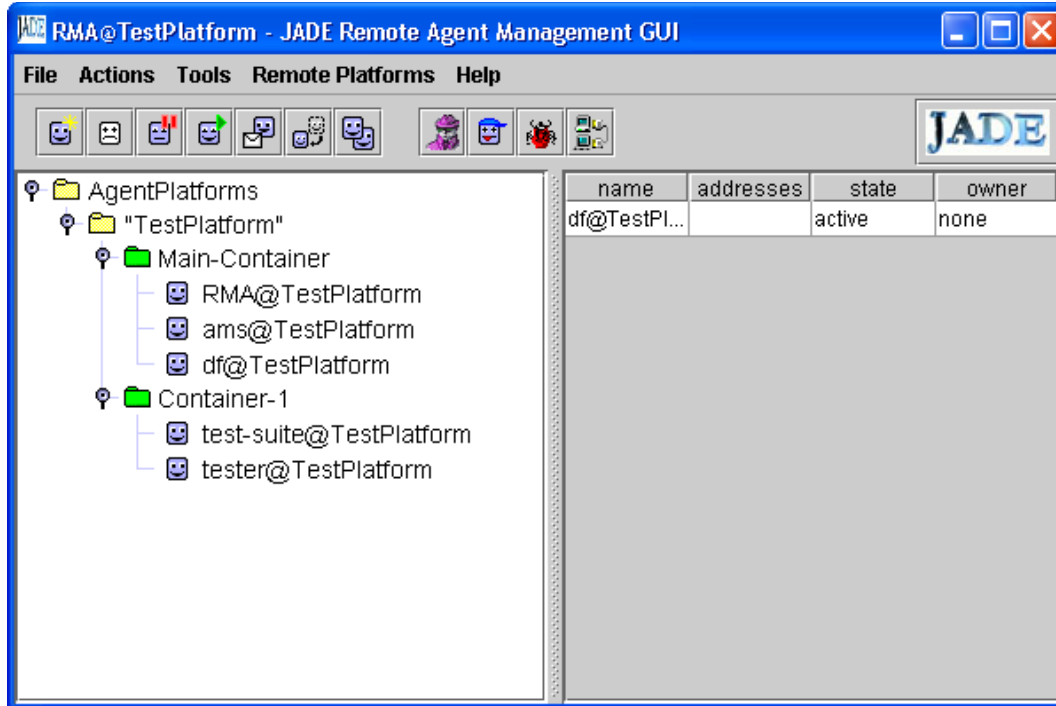 RMA@TestPlatform - JADE Remote Agent Management GUI
File Actions Tools Remote Platforms Help
JADE
AgentPlatforms
"TestPlatform"
Main-Container
RMA@TestPlatform
ams@TestPlatform
df@TestPlatform
Container-1
test-suite@TestPlatform
tester@TestPlatform
name addresses state owner
df@TestPl... active none